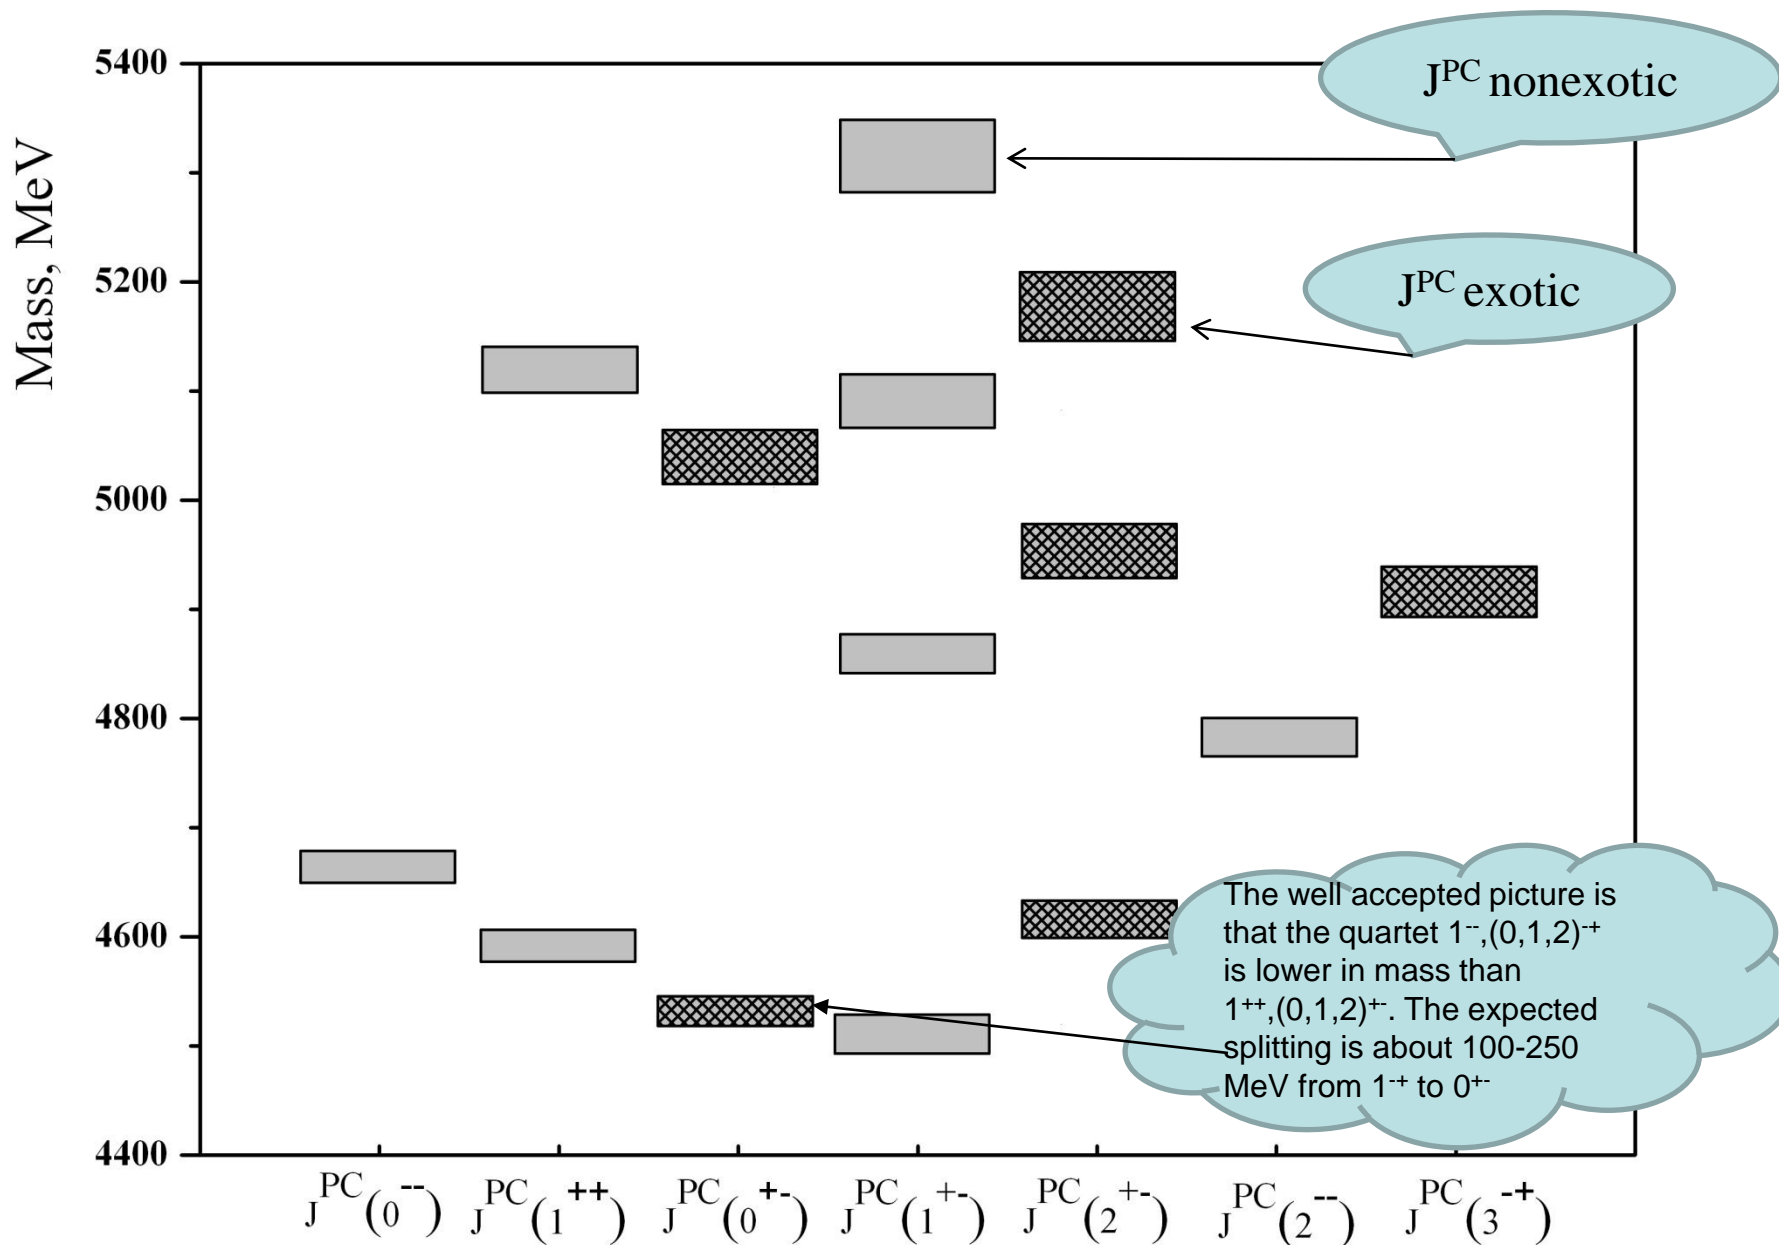 5400
5200
5000
4800
4600
4400
Mass, MeV
J^PC nonexotic
J^PC exotic
The well accepted picture is
that the quartet 1^--,(0,1,2)^-+
is lower in mass than
1^++,(0,1,2)^+-. The expected
splitting is about 100-250
MeV from 1^-+ to 0^+-
J^PC(0^--)
J^PC(1^++)
J^PC(0^+-)
J^PC(1^+-)
J^PC(2^+-)
J^PC(2^--)
J^PC(3^-+)